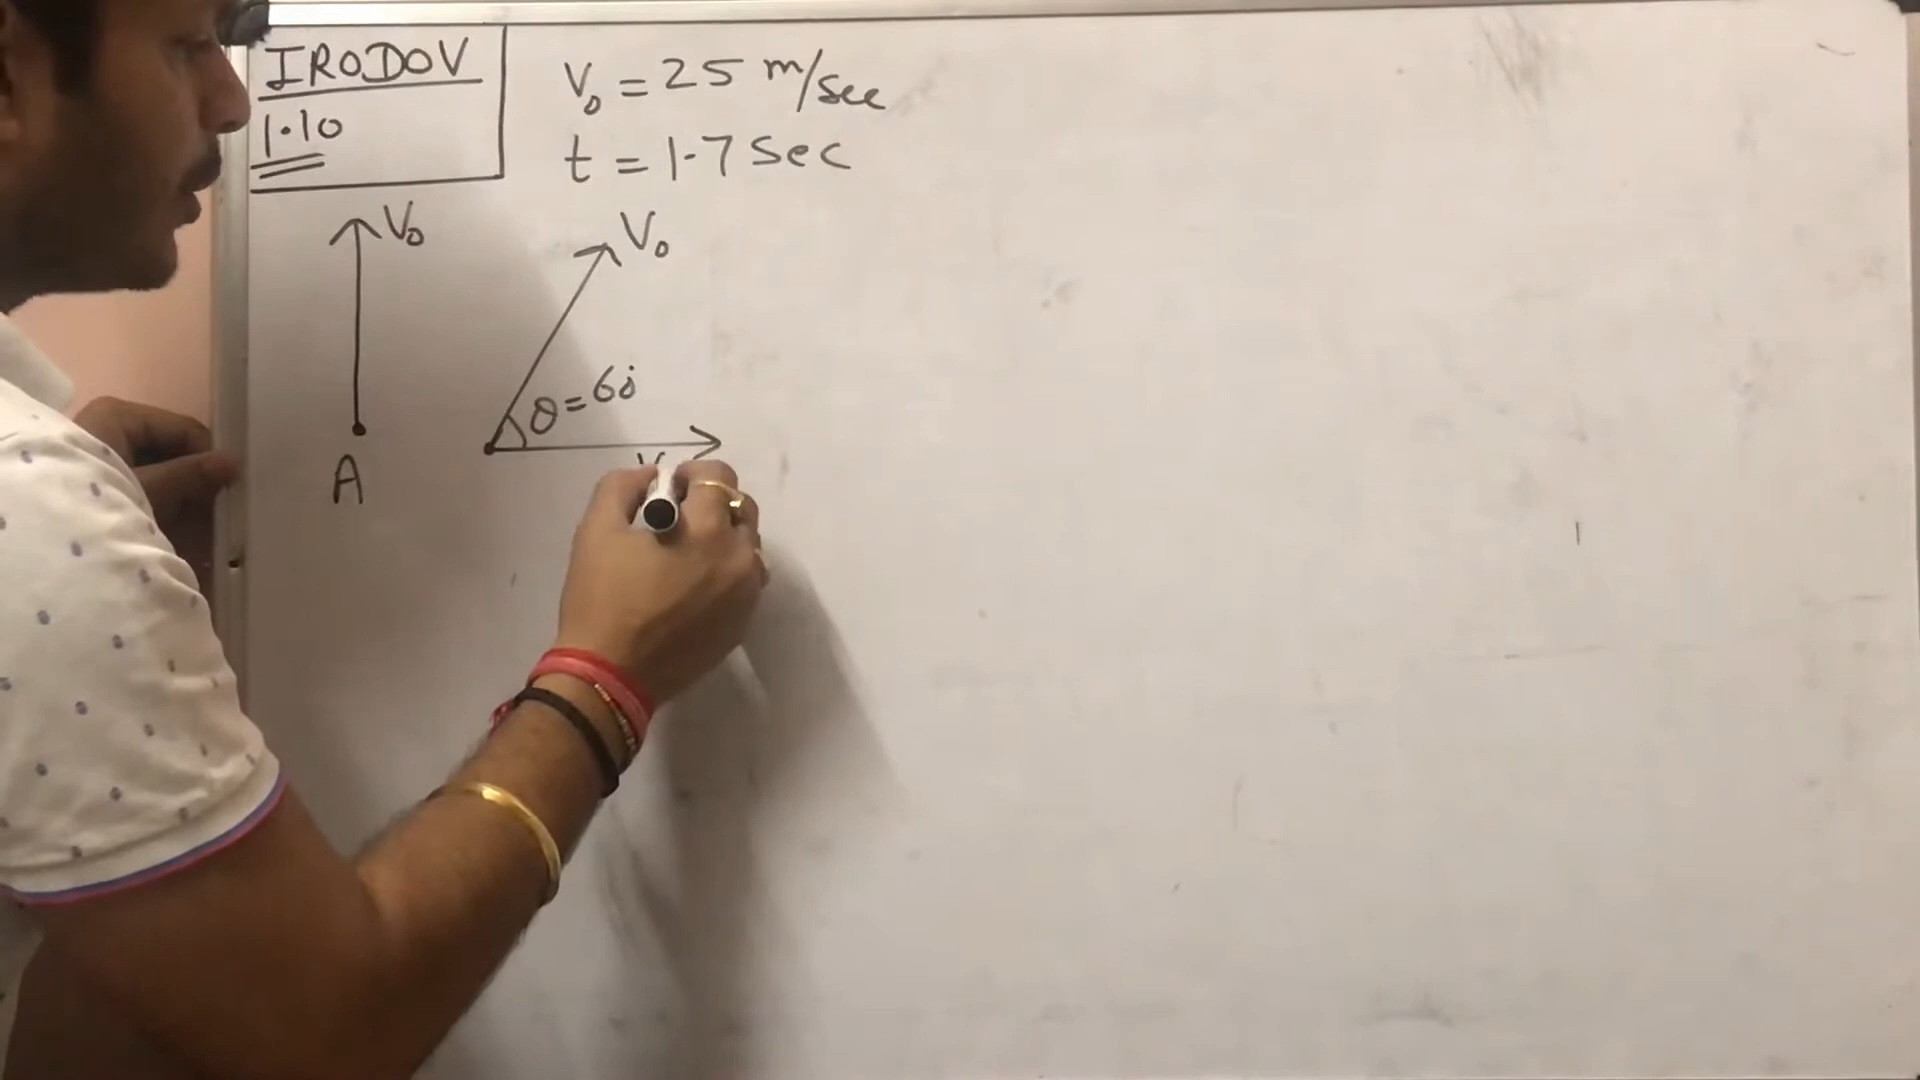 IRODOV
1.10
V₀ = 25 m/sec
t = 1.7 sec
V₀
V₀
θ = 60°
A